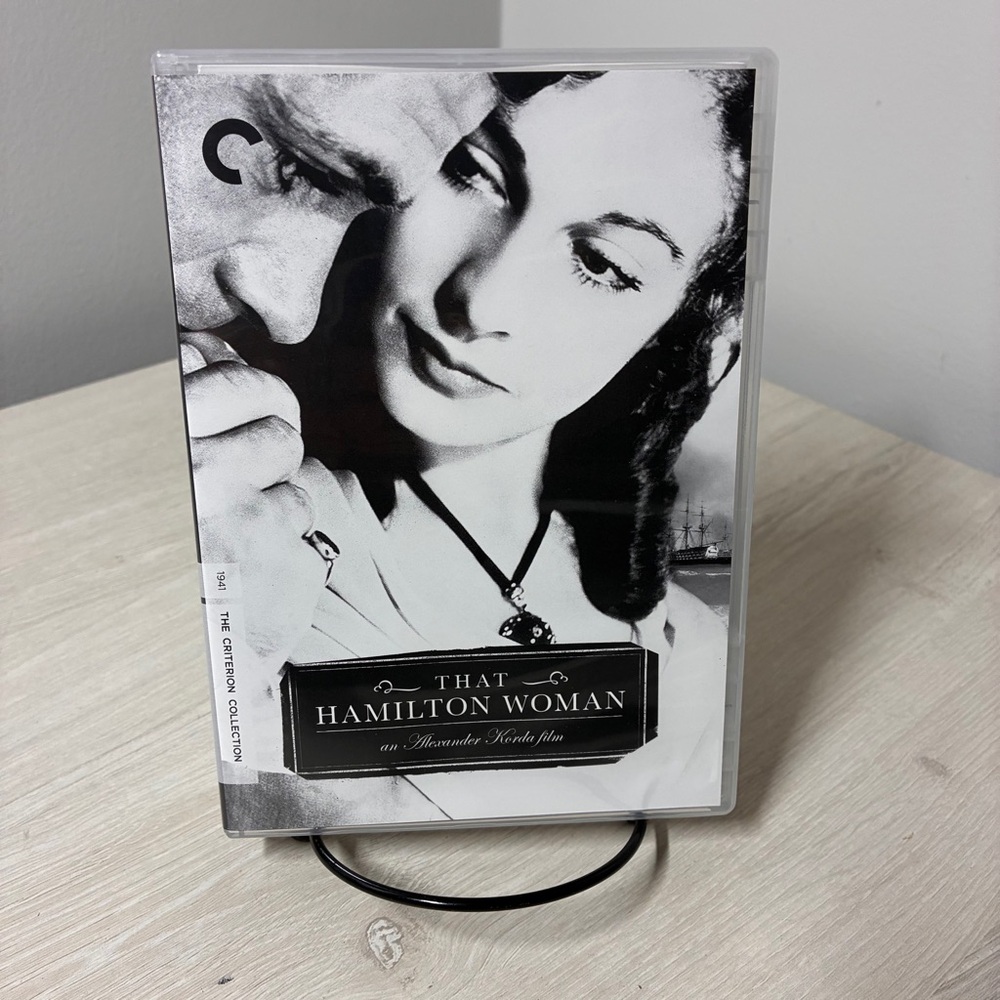 1941
THE CRITERION COLLECTION
THAT
HAMILTON WOMAN
an Alexander Korda film